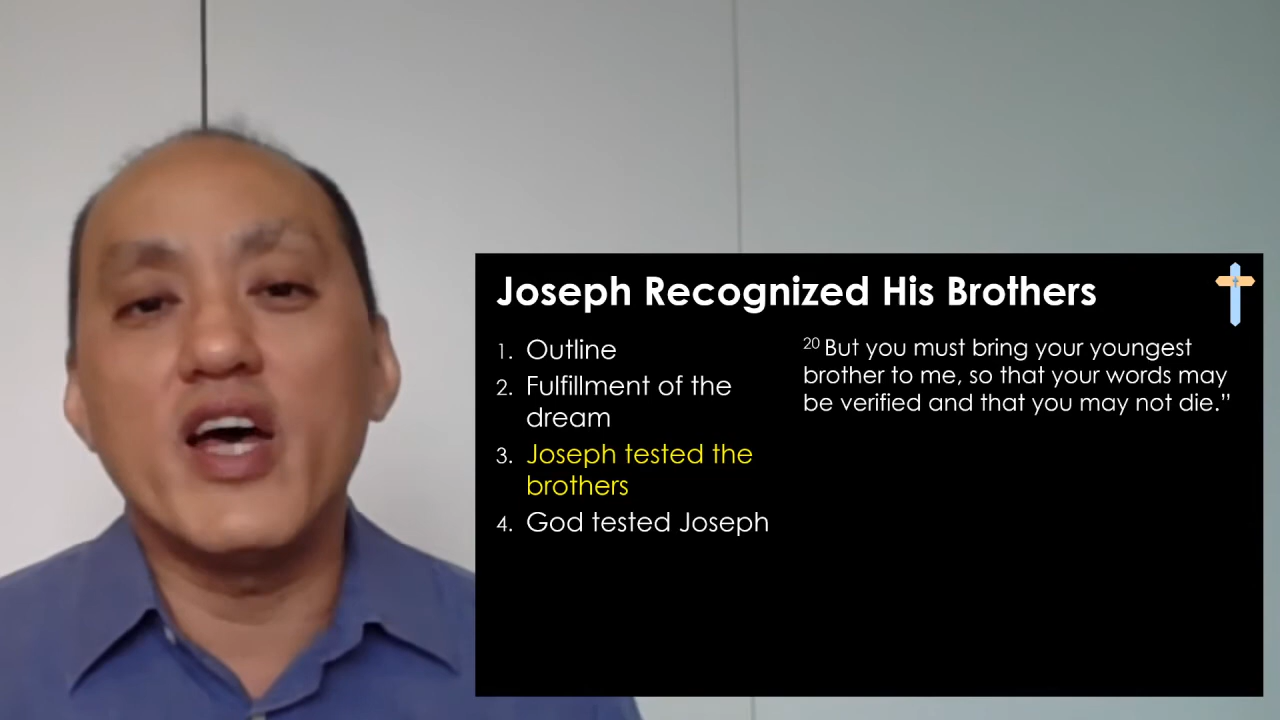 Joseph Recognized His Brothers
1. Outline
2. Fulfillment of the
dream
3. Joseph tested the
brothers
4. God tested Joseph
20 But you must bring your youngest
brother to me, so that your words may
be verified and that you may not die.”